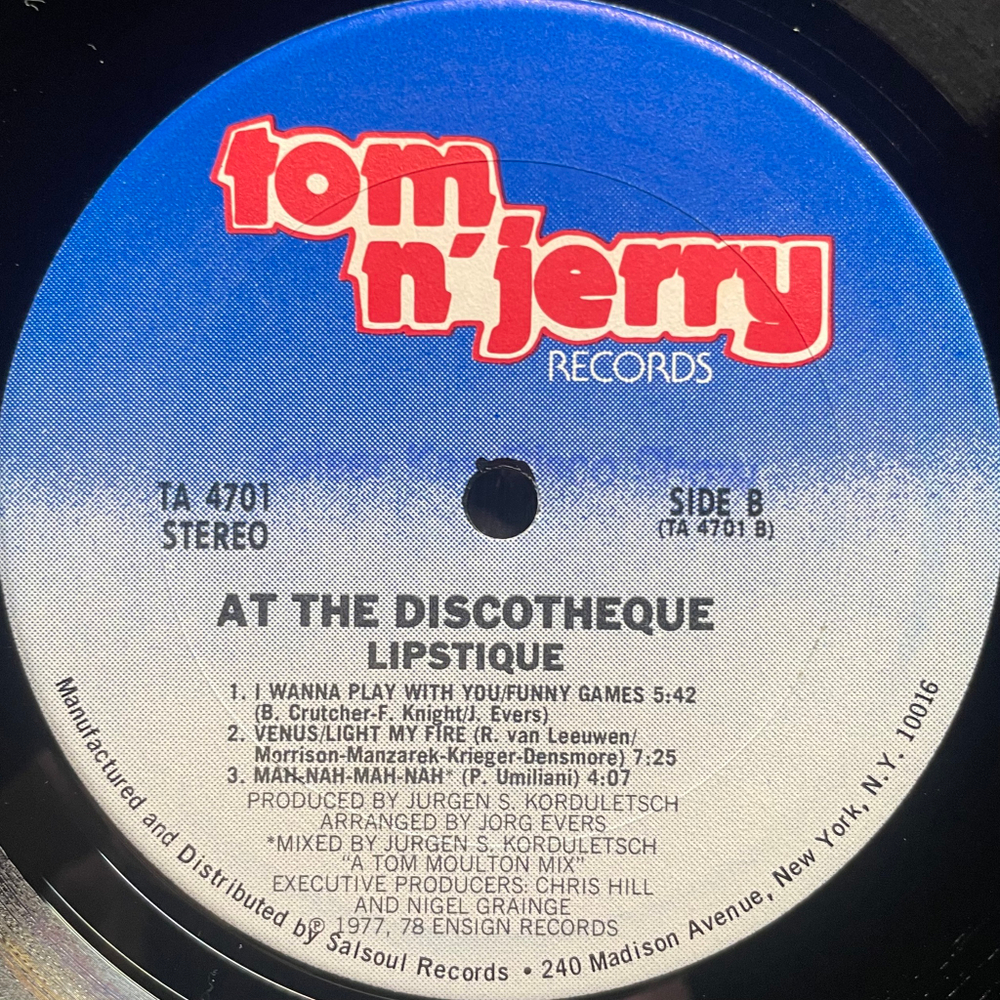 tom
n' jerry
RECORDS
TA 4701
STEREO
SIDE B
(TA 4701 B)
AT THE DISCOTHEQUE
LIPSTIQUE
1. I WANNA PLAY WITH YOU/FUNNY GAMES 5:42
(B. Crutcher-F. Knight/J. Evers)
2. VENUS/LIGHT MY FIRE (R. van Leeuwen/
Morrison-Manzarek-Krieger-Densmore) 7:25
3. MAH-NAH-MAH-NAH* (P. Umiliani) 4:07
PRODUCED BY JURGEN S. KORDULETSCH
ARRANGED BY JORG EVERS
*MIXED BY JURGEN S. KORDULETSCH
"A TOM MOULTON MIX"
EXECUTIVE PRODUCERS: CHRIS HILL
AND NIGEL GRAINGE
℗ 1977, 78 ENSIGN RECORDS
Manufactured and Distributed by Salsoul Records • 240 Madison Avenue, New York, N.Y. 10016